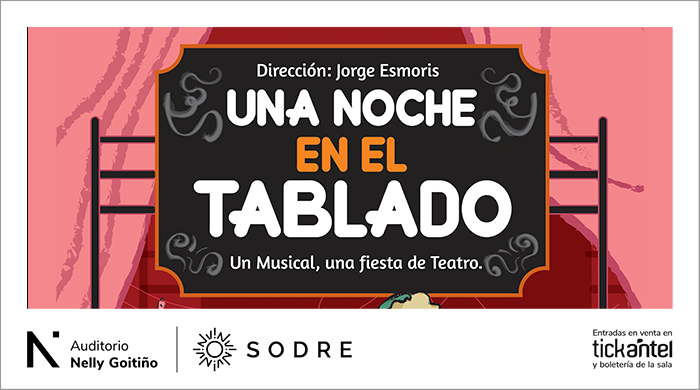 Dirección: Jorge Esmoris
UNA NOCHE
EN EL
TABLADO
Un Musical, una fiesta de Teatro.
Auditorio
Nelly Goitiño
SODRE
Entradas en venta en
tickantel
y boletería de la sala